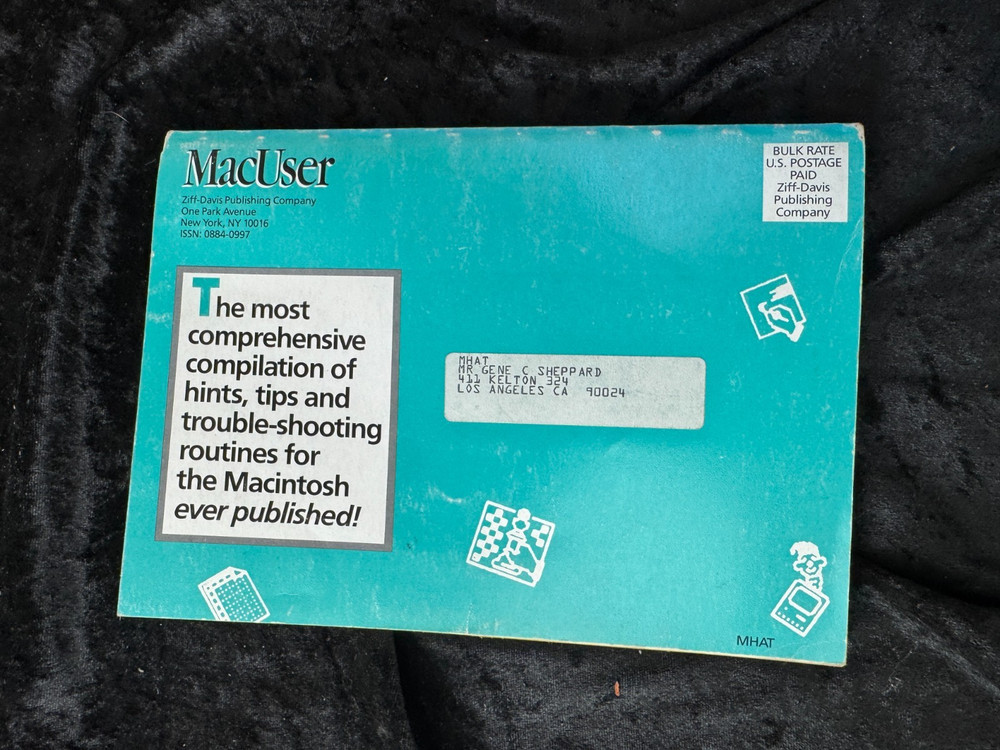 MacUser
Ziff-Davis Publishing Company
One Park Avenue
New York, NY 10016
ISSN: 0884-0997
BULK RATE
U.S. POSTAGE
PAID
Ziff-Davis
Publishing
Company
The most
comprehensive
compilation of
hints, tips and
trouble-shooting
routines for
the Macintosh
ever published!
MHAT
MR GENE C SHEPPARD
411 KELTON 324
LOS ANGELES CA 90024
MHAT